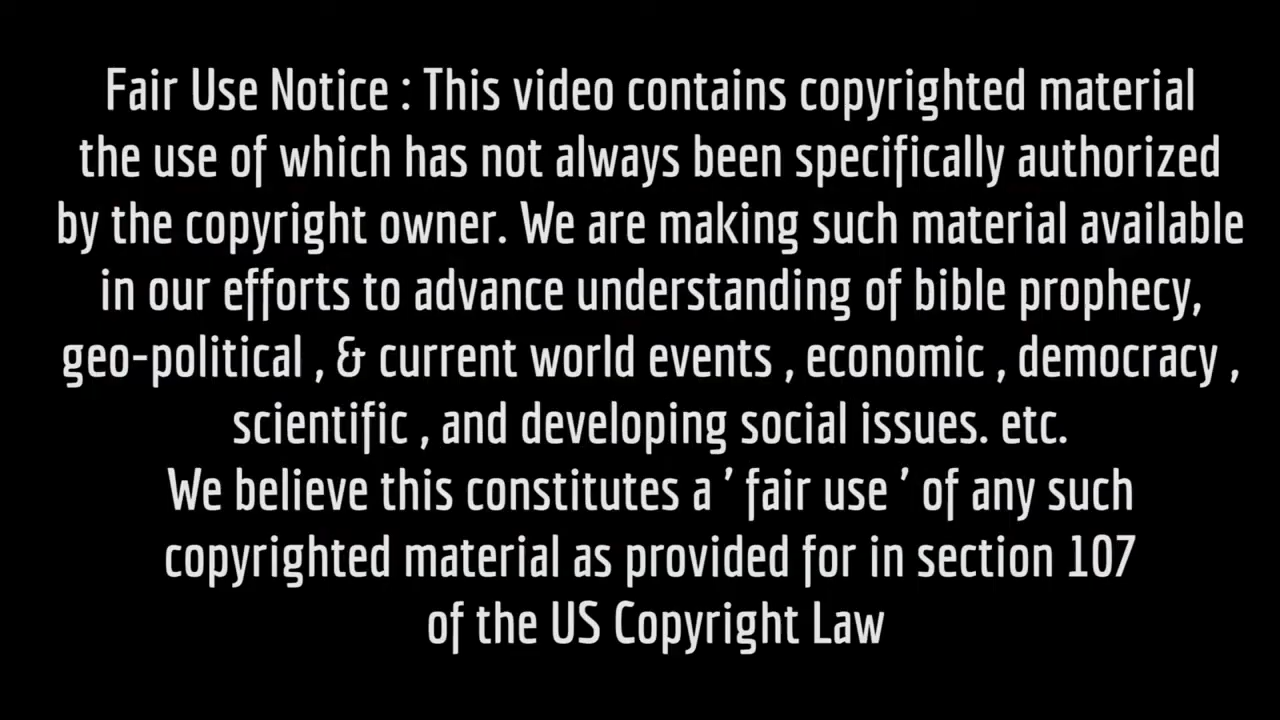 Fair Use Notice : This video contains copyrighted material
the use of which has not always been specifically authorized
by the copyright owner. We are making such material available
in our efforts to advance understanding of bible prophecy,
geo-political , & current world events , economic , democracy ,
scientific , and developing social issues. etc.
We believe this constitutes a ' fair use ' of any such
copyrighted material as provided for in section 107
of the US Copyright Law